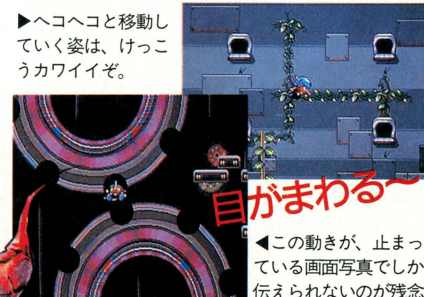 ▶ヘコヘコと移動し
ていく姿は、けっこ
うカワイイぞ。
目がまわる〜
◀この動きが、止まっ
ている画面写真でしか
伝えられないのが残念